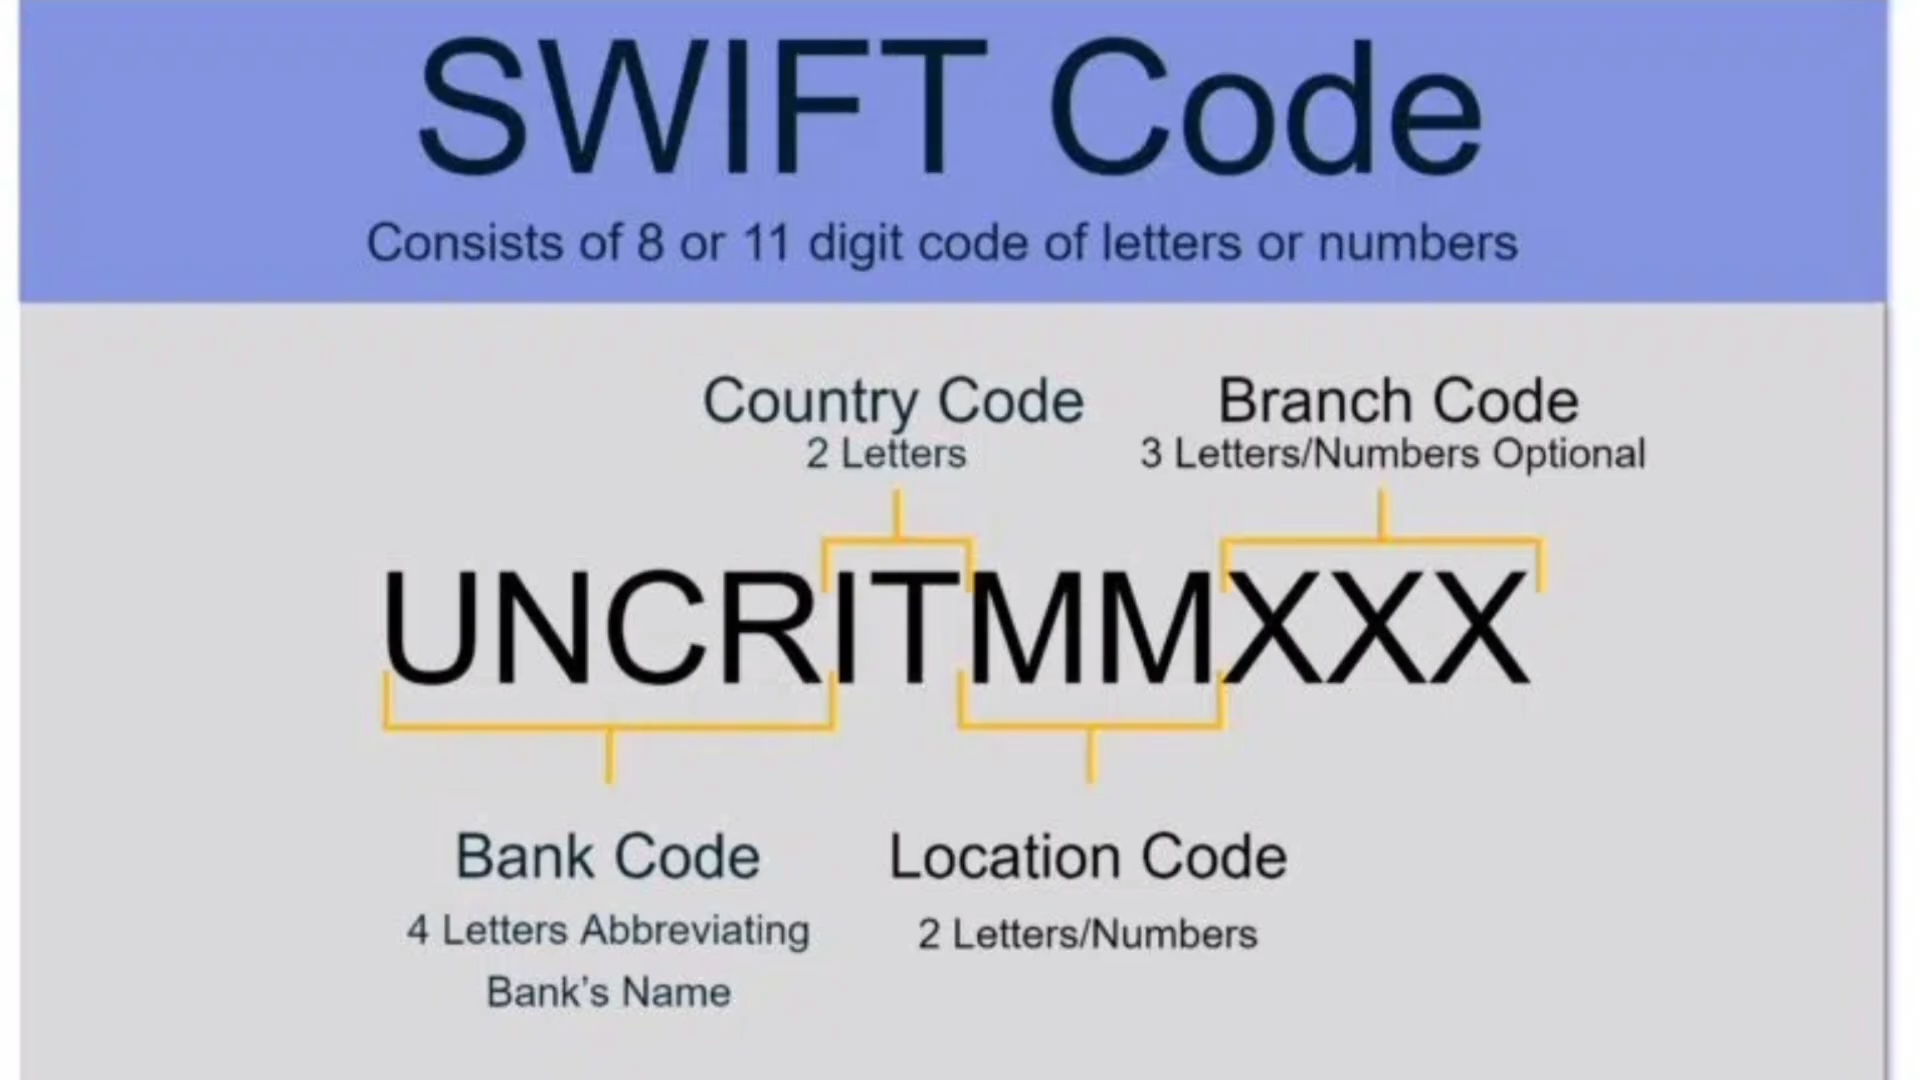 SWIFT Code
Consists of 8 or 11 digit code of letters or numbers
Country Code
2 Letters
Branch Code
3 Letters/Numbers Optional
UNCRITMMXXX
Bank Code
4 Letters Abbreviating
Bank's Name
Location Code
2 Letters/Numbers